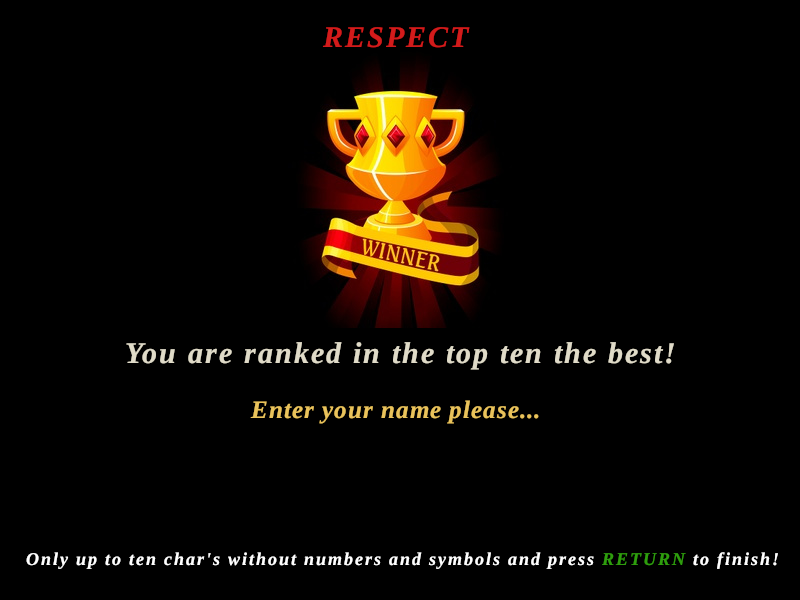 RESPECT
WINNER
You are ranked in the top ten the best!
Enter your name please...
Only up to ten char's without numbers and symbols and press RETURN to finish!